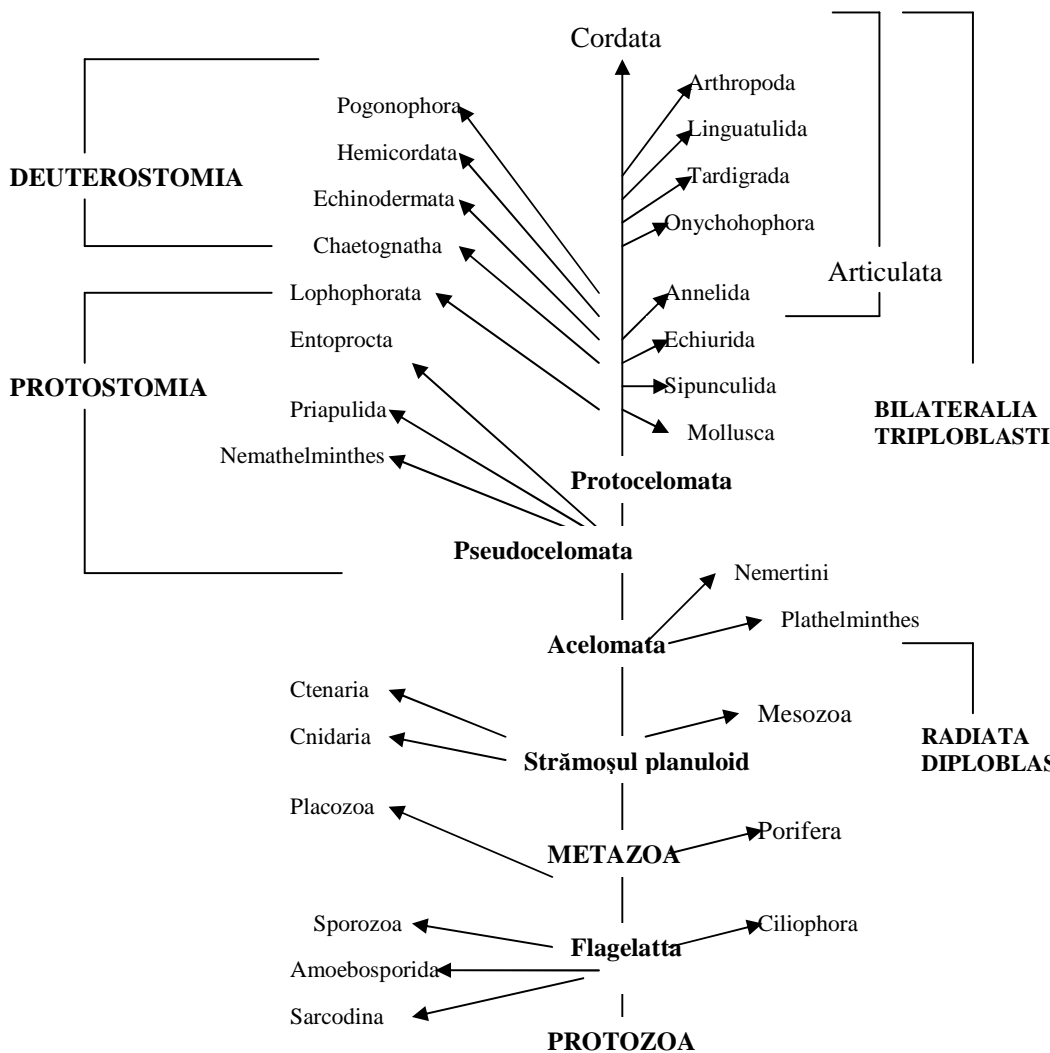 Cordata
Arthropoda
Pogonophora
Linguatulida
Hemicordata
DEUTEROSTOMIA
Tardigrada
Echinodermata
Onychohophora
Chaetognatha
Articulata
Lophophorata
Annelida
Entoprocta
Echiurida
PROTOSTOMIA
Sipunculida
Priapulida
BILATERALIA
TRIPLOBLASTI
Mollusca
Nemathelminthes
Protocelomata
Pseudocelomata
Nemertini
Plathelminthes
Acelomata
Ctenaria
Mesozoa
Cnidaria
RADIATA
DIPLOBLAS
Strămoșul planuloid
Placozoa
Porifera
METAZOA
Sporozoa
Ciliophora
Flagelatta
Amoebosporida
Sarcodina
PROTOZOA